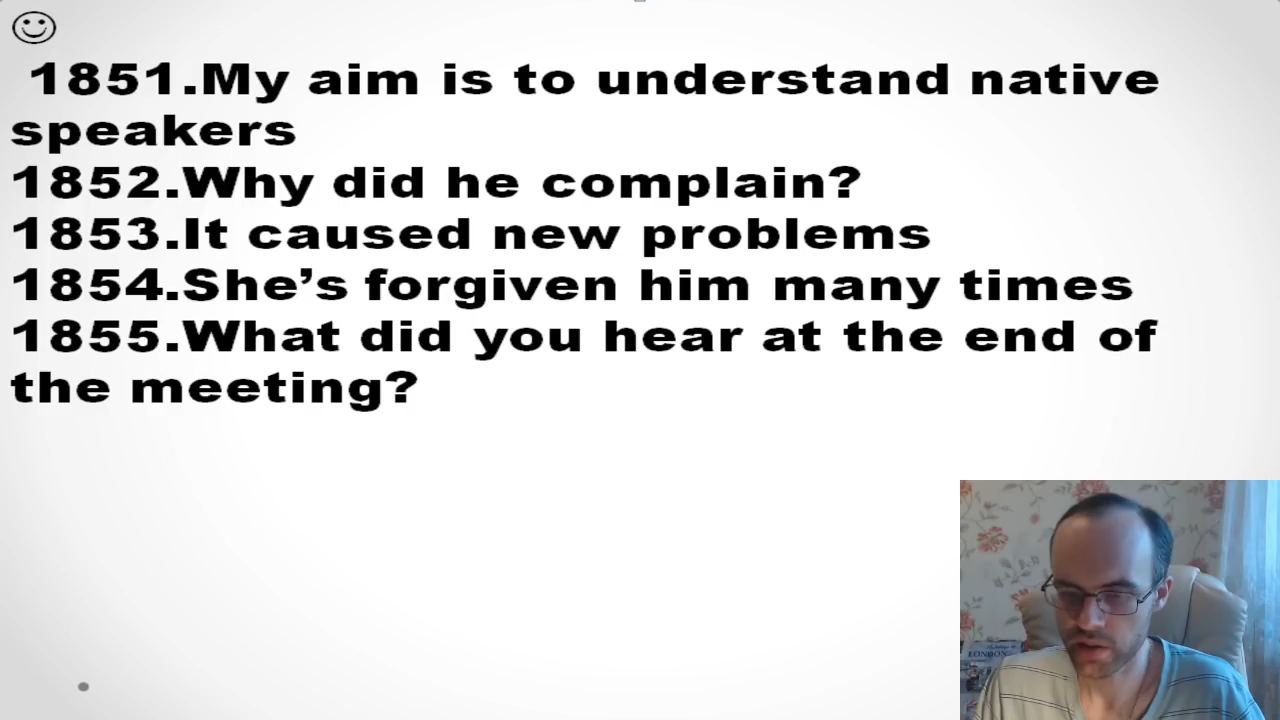 1851.My aim is to understand native
speakers
1852.Why did he complain?
1853.It caused new problems
1854.She’s forgiven him many times
1855.What did you hear at the end of
the meeting?
LONDON